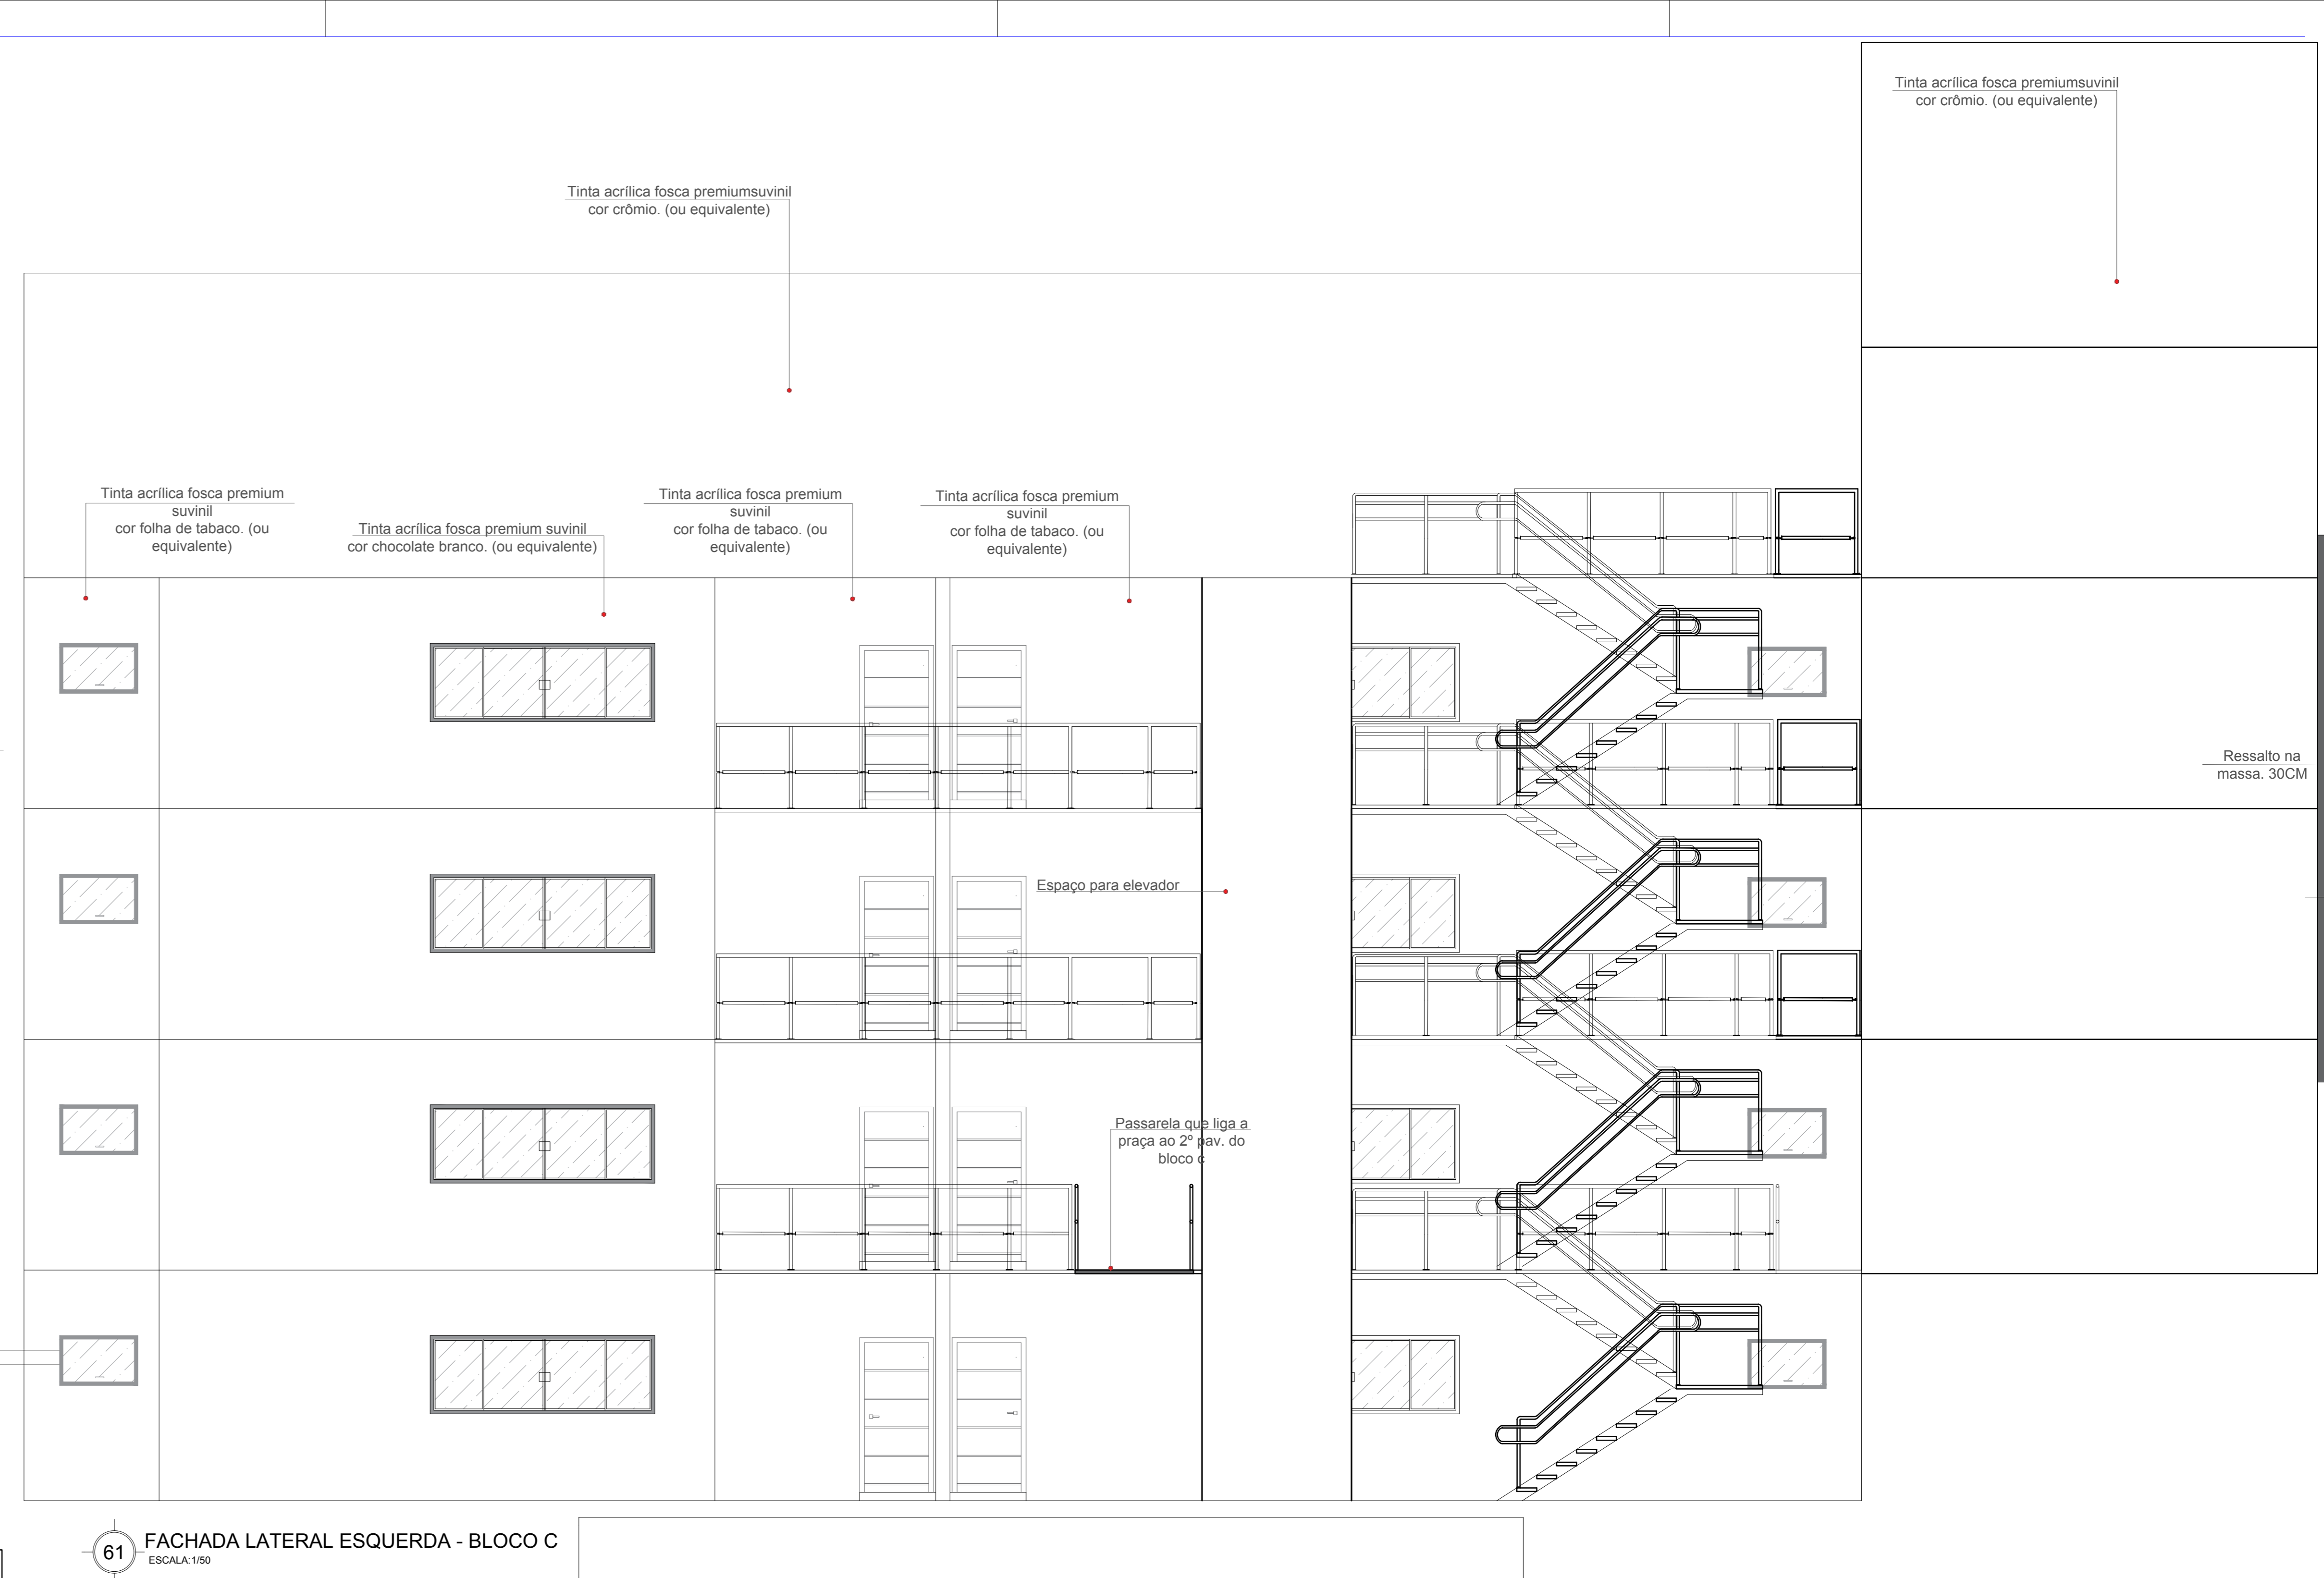 Tinta acrílica fosca premiumsuvinil
cor crômio. (ou equivalente)
Tinta acrílica fosca premiumsuvinil
cor crômio. (ou equivalente)
Tinta acrílica fosca premium
suvinil
cor folha de tabaco. (ou
equivalente)
Tinta acrílica fosca premium suvinil
cor chocolate branco. (ou equivalente)
Tinta acrílica fosca premium
suvinil
cor folha de tabaco. (ou
equivalente)
Tinta acrílica fosca premium
suvinil
cor folha de tabaco. (ou
equivalente)
Ressalto na
massa. 30CM
Espaço para elevador
Passarela que liga a
praça ao 2º pav. do
bloco c
61
FACHADA LATERAL ESQUERDA - BLOCO C
ESCALA:1/50